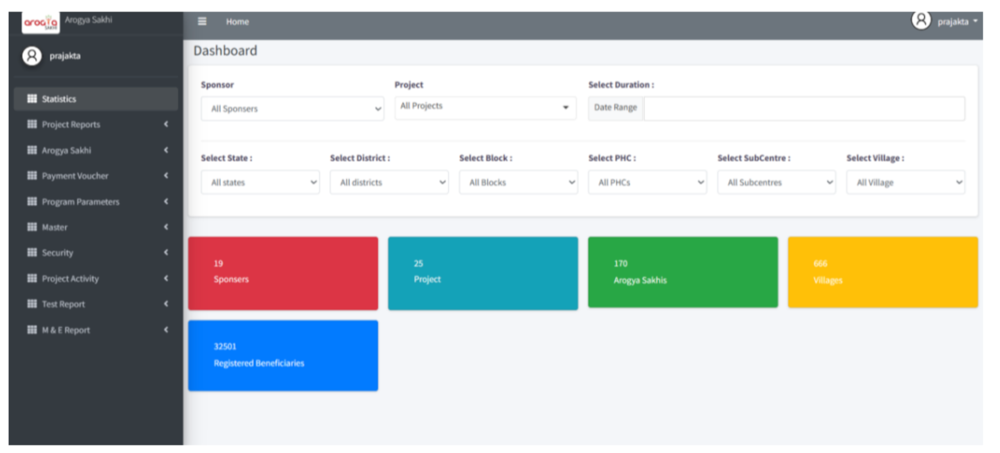 arogya
SAKHI
Arogya Sakhi
Home
prajakta
prajakta
Statistics
Project Reports
Arogya Sakhi
Payment Voucher
Program Parameters
Master
Security
Project Activity
Test Report
M & E Report
Dashboard
Sponsor
All Sponsers
Project
All Projects
Select Duration :
Date Range
Select State :
All states
Select District :
All districts
Select Block :
All Blocks
Select PHC :
All PHCs
Select SubCentre :
All Subcentres
Select Village :
All Village
19
Sponsers
25
Project
170
Arogya Sakhis
666
Villages
32501
Registered Beneficiaries